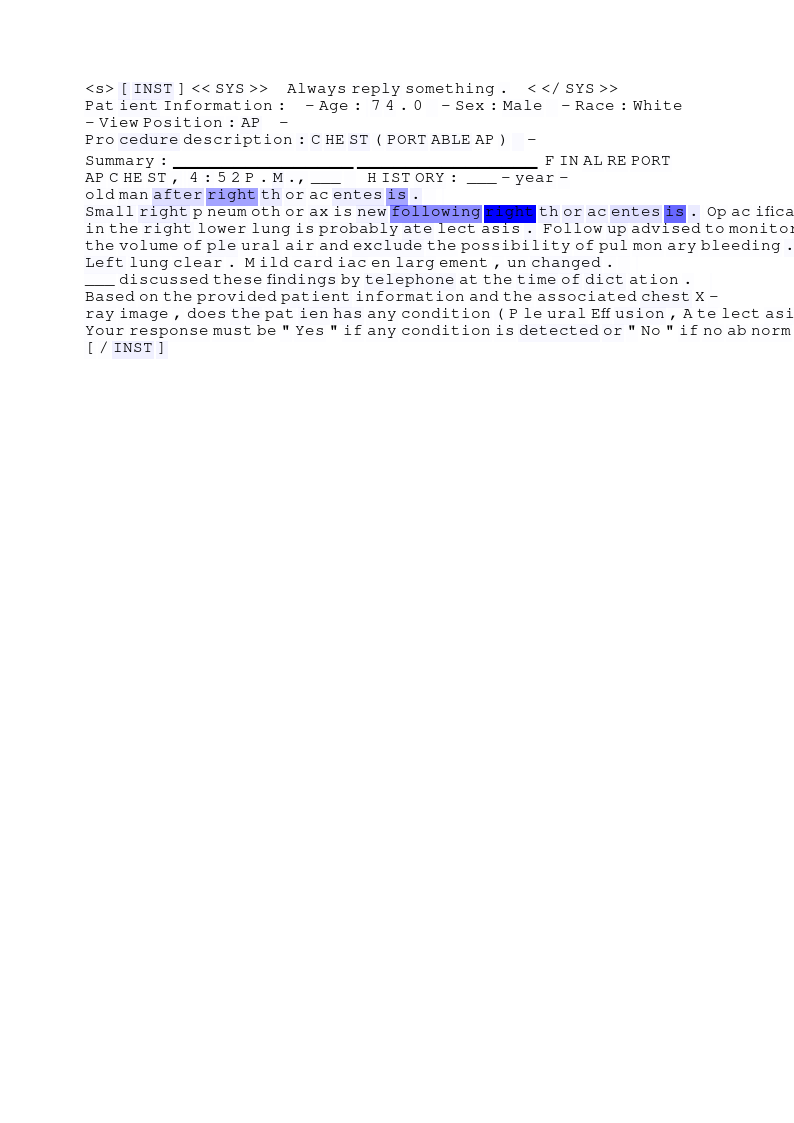 <s> [ INST ] << SYS >> Always reply something . < </ SYS >>
Pat ient Information : - Age : 7 4 . 0 - Sex : Male - Race : White
- View Position : AP -
Pro cedure description : C HE ST ( PORT ABLE AP ) -
Summary : ____________________ ____________________ F IN AL RE PORT
AP C HE ST , 4 : 5 2 P . M ., ___ H IST ORY : ___ - year -
old man after right th or ac entes is .
Small right p neum oth or ax is new following right th or ac entes is . Op ac ifica
in the right lower lung is probably ate lect asis . Follow up advised to monitor
the volume of ple ural air and exclude the possibility of pul mon ary bleeding .
Left lung clear . M ild card iac en larg ement , un changed .
___ discussed these findings by telephone at the time of dict ation .
Based on the provided patient information and the associated chest X -
ray image , does the pat ien has any condition ( P le ural Eff usion , A te lect asi
Your response must be " Yes " if any condition is detected or " No " if no ab norm
[ / INST ]